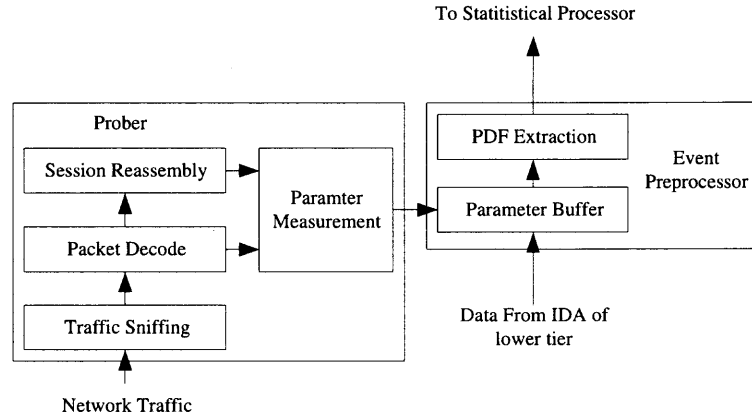 To Statitistical Processor
Prober
Session Reassembly
Packet Decode
Traffic Sniffing
Paramter
Measurement
Network Traffic
PDF Extraction
Parameter Buffer
Event
Preprocessor
Data From IDA of
lower tier